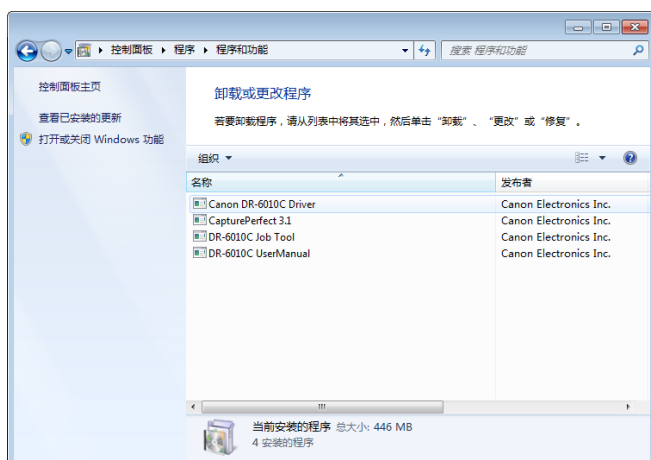 控制面板 程序 程序和功能 搜索 程序和功能
控制面板主页
查看已安装的更新
打开或关闭 Windows 功能
卸载或更改程序
若要卸载程序，请从列表中将其选中，然后单击“卸载”、“更改”或“修复”。
组织
名称 发布者
Canon DR-6010C Driver Canon Electronics Inc.
CapturePerfect 3.1 Canon Electronics Inc.
DR-6010C Job Tool Canon Electronics Inc.
DR-6010C UserManual Canon Electronics Inc.
当前安装的程序 总大小: 446 MB
4 安装的程序